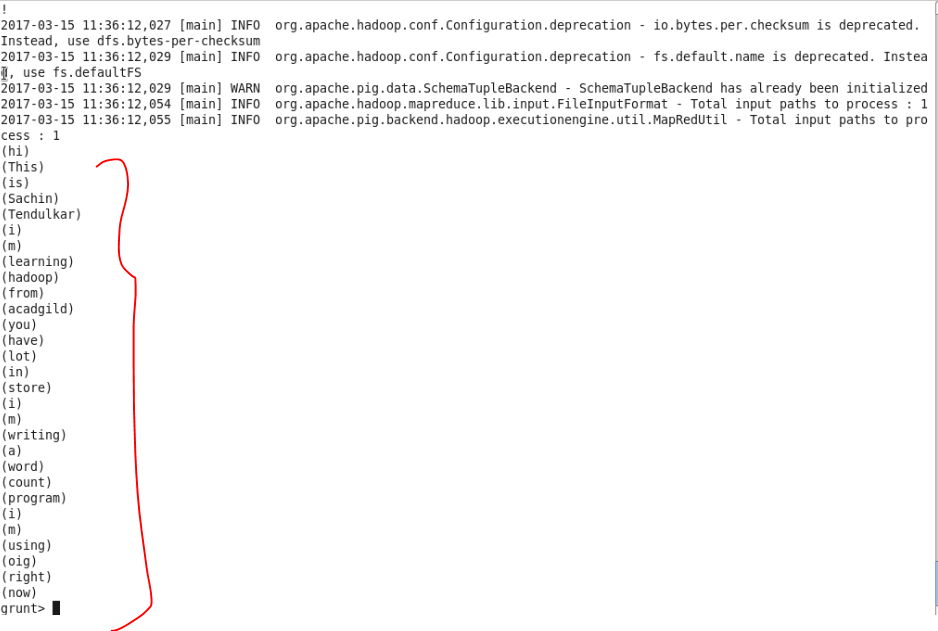 !
2017-03-15 11:36:12,027 [main] INFO  org.apache.hadoop.conf.Configuration.deprecation - io.bytes.per.checksum is deprecated.
Instead, use dfs.bytes-per-checksum
2017-03-15 11:36:12,029 [main] INFO  org.apache.hadoop.conf.Configuration.deprecation - fs.default.name is deprecated. Instea
d, use fs.defaultFS
2017-03-15 11:36:12,029 [main] WARN  org.apache.pig.data.SchemaTupleBackend - SchemaTupleBackend has already been initialized
2017-03-15 11:36:12,054 [main] INFO  org.apache.hadoop.mapreduce.lib.input.FileInputFormat - Total input paths to process : 1
2017-03-15 11:36:12,055 [main] INFO  org.apache.pig.backend.hadoop.executionengine.util.MapRedUtil - Total input paths to pro
cess : 1
(hi)
(This)
(is)
(Sachin)
(Tendulkar)
(i)
(m)
(learning)
(hadoop)
(from)
(acadgild)
(you)
(have)
(lot)
(in)
(store)
(i)
(m)
(writing)
(a)
(word)
(count)
(program)
(i)
(m)
(using)
(oig)
(right)
(now)
grunt>